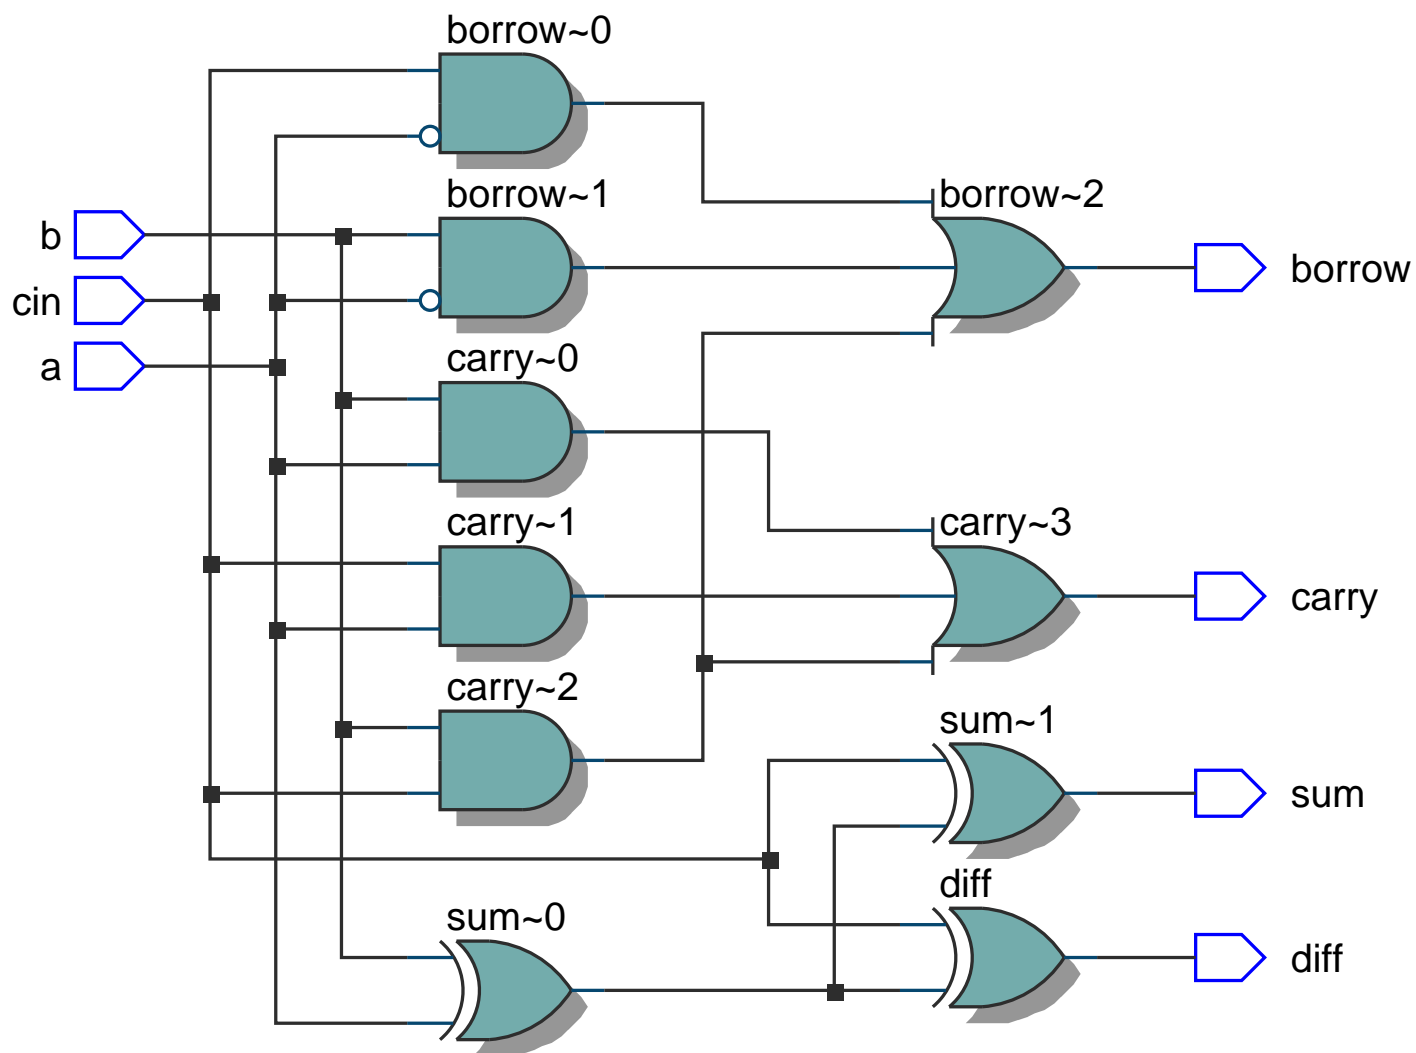 borrow~0
borrow~1
borrow~2
b
cin
borrow
a
carry~0
carry~1
carry~3
carry
carry~2
sum~1
sum
diff
sum~0
diff